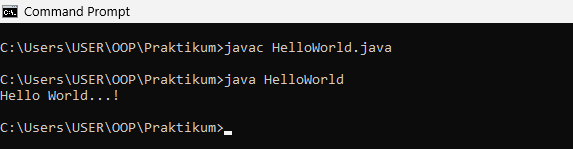 Command Prompt
C:\Users\USER\OOP\Praktikum>javac HelloWorld.java
C:\Users\USER\OOP\Praktikum>java HelloWorld
Hello World...!
C:\Users\USER\OOP\Praktikum>